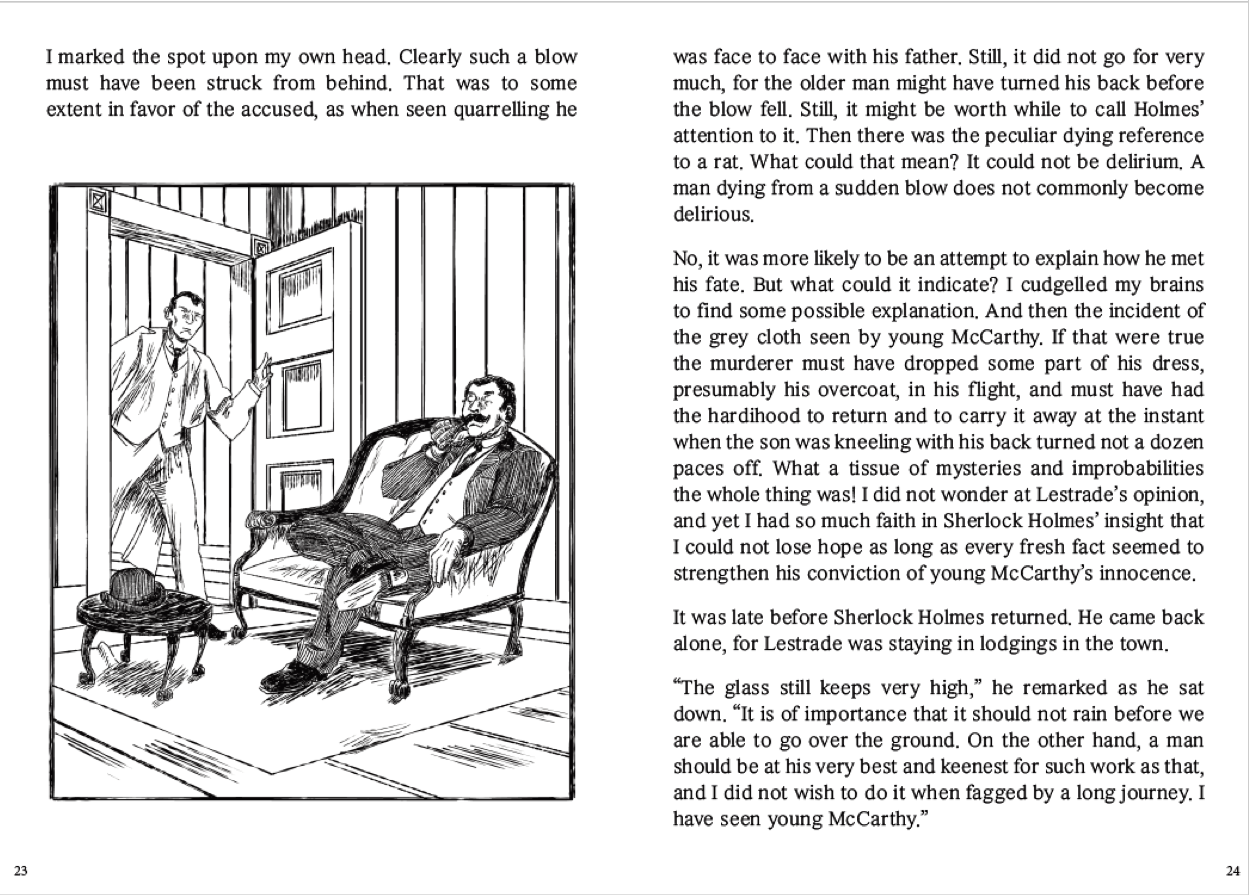 I marked the spot upon my own head. Clearly such a blow
must have been struck from behind. That was to some
extent in favor of the accused, as when seen quarrelling he
23
was face to face with his father. Still, it did not go for very
much, for the older man might have turned his back before
the blow fell. Still, it might be worth while to call Holmes’
attention to it. Then there was the peculiar dying reference
to a rat. What could that mean? It could not be delirium. A
man dying from a sudden blow does not commonly become
delirious.
No, it was more likely to be an attempt to explain how he met
his fate. But what could it indicate? I cudgelled my brains
to find some possible explanation. And then the incident of
the grey cloth seen by young McCarthy. If that were true
the murderer must have dropped some part of his dress,
presumably his overcoat, in his flight, and must have had
the hardihood to return and to carry it away at the instant
when the son was kneeling with his back turned not a dozen
paces off. What a tissue of mysteries and improbabilities
the whole thing was! I did not wonder at Lestrade’s opinion,
and yet I had so much faith in Sherlock Holmes’ insight that
I could not lose hope as long as every fresh fact seemed to
strengthen his conviction of young McCarthy’s innocence.
It was late before Sherlock Holmes returned. He came back
alone, for Lestrade was staying in lodgings in the town.
“The glass still keeps very high,” he remarked as he sat
down. “It is of importance that it should not rain before we
are able to go over the ground. On the other hand, a man
should be at his very best and keenest for such work as that,
and I did not wish to do it when fagged by a long journey. I
have seen young McCarthy.”
24